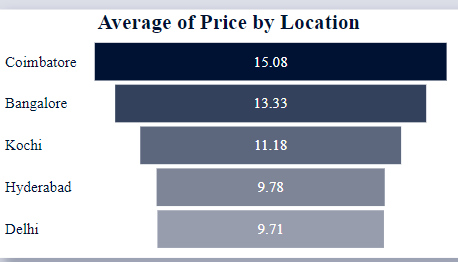 Average of Price by Location
Coimbatore 15.08
Bangalore 13.33
Kochi 11.18
Hyderabad 9.78
Delhi 9.71